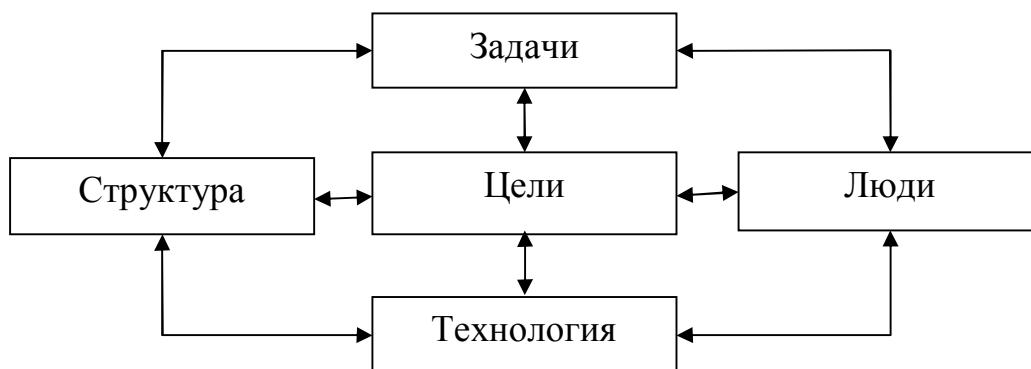 Задачи
Структура
Цели
Люди
Технология